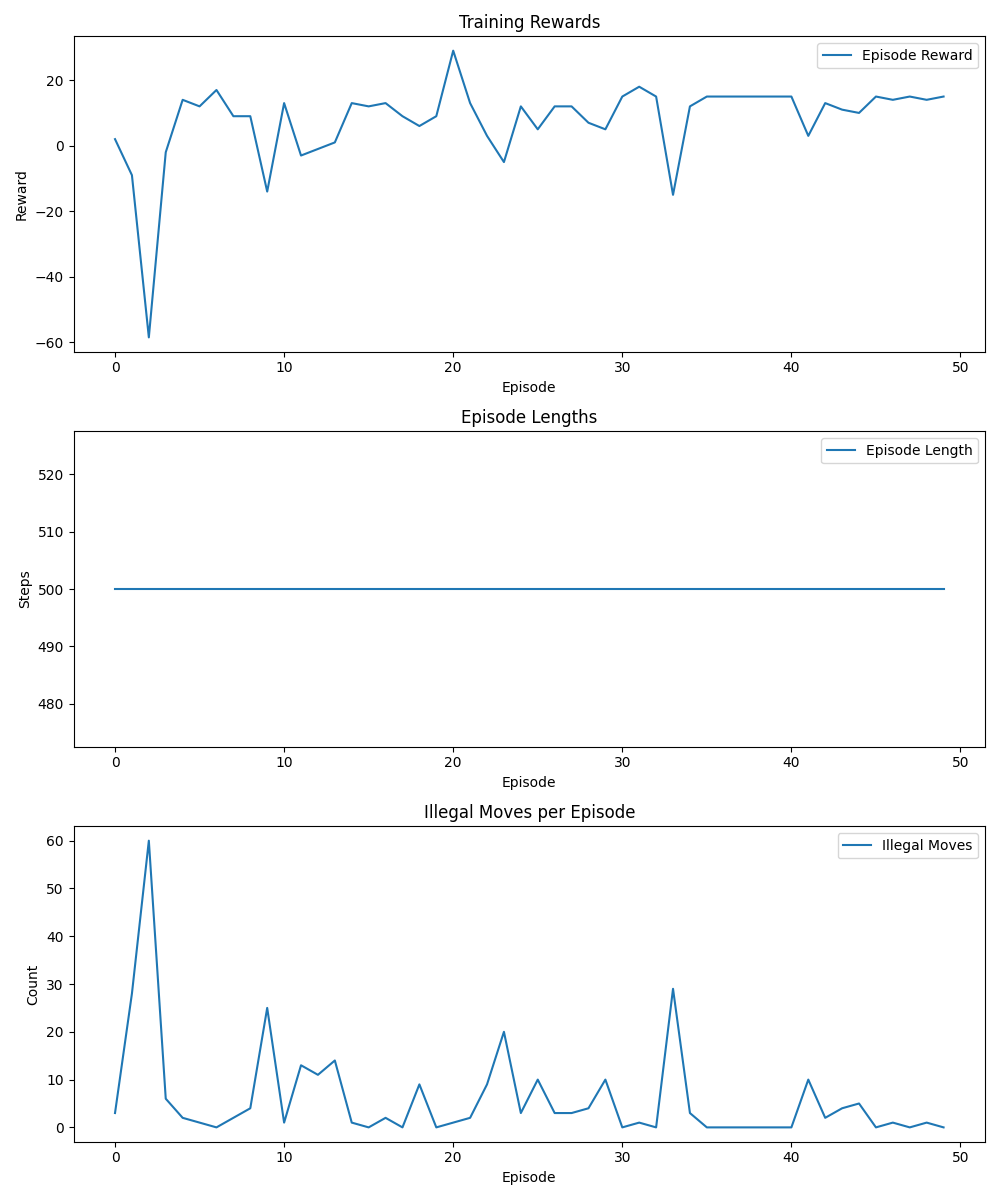 Training Rewards
Episode Reward
20
0
−20
−40
−60
Reward
0 10 20 30 40 50
Episode
Episode Lengths
Episode Length
520
510
500
490
480
Steps
0 10 20 30 40 50
Episode
Illegal Moves per Episode
Illegal Moves
60
50
40
30
20
10
0
Count
0 10 20 30 40 50
Episode